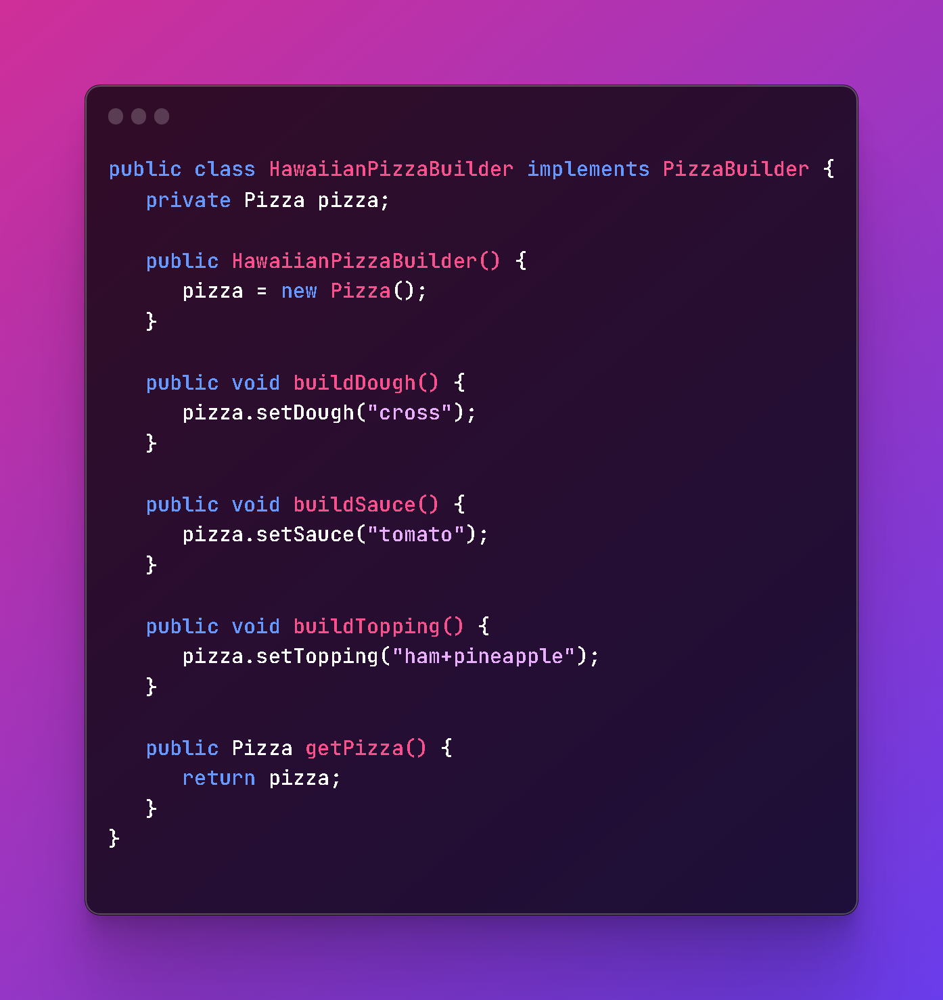 public class HawaiianPizzaBuilder implements PizzaBuilder {
   private Pizza pizza;

   public HawaiianPizzaBuilder() {
      pizza = new Pizza();
   }

   public void buildDough() {
      pizza.setDough("cross");
   }

   public void buildSauce() {
      pizza.setSauce("tomato");
   }

   public void buildTopping() {
      pizza.setTopping("ham+pineapple");
   }

   public Pizza getPizza() {
      return pizza;
   }
}